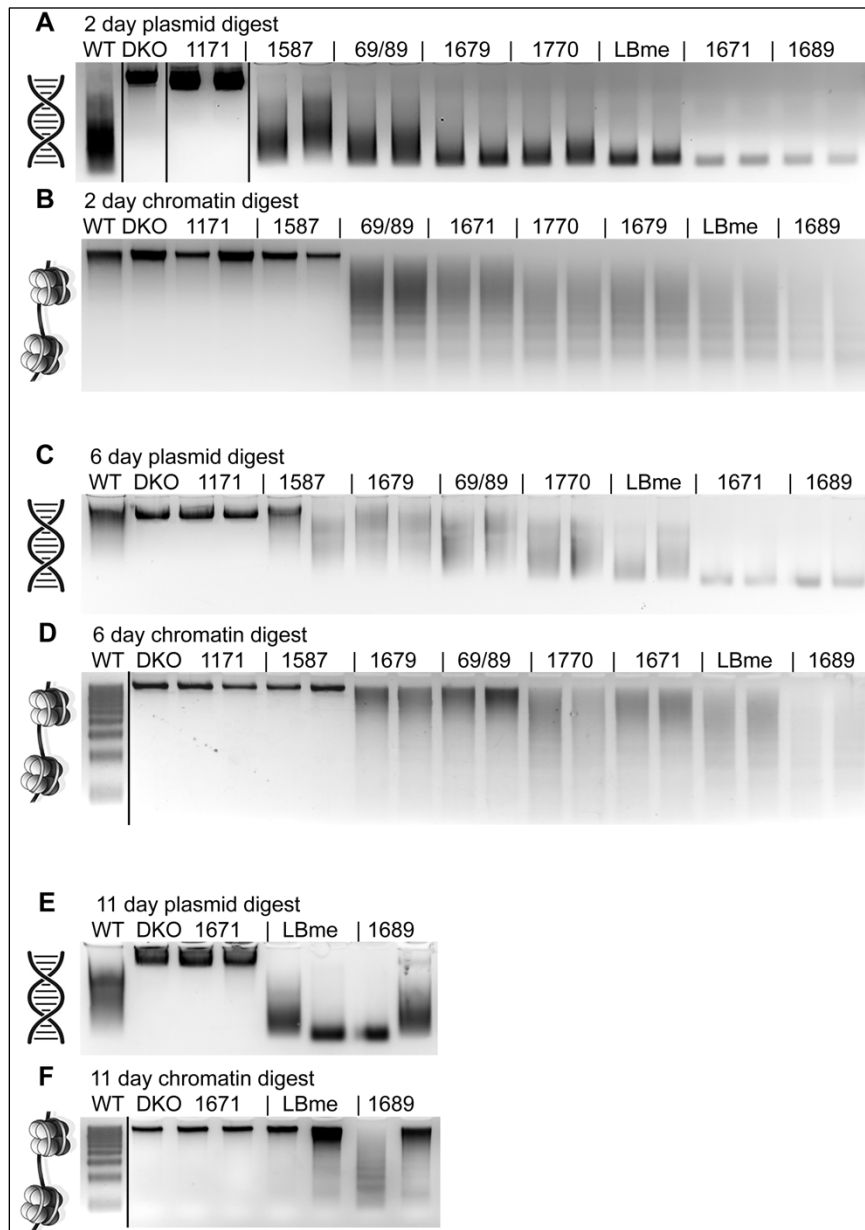 A 2 day plasmid digest
WT DKO 1171 | 1587 | 69/89 | 1679 | 1770 | LBme | 1671 | 1689
B 2 day chromatin digest
WT DKO 1171 | 1587 | 69/89 | 1671 | 1770 | 1679 | LBme | 1689
C 6 day plasmid digest
WT DKO 1171 | 1587 | 1679 | 69/89 | 1770 | LBme | 1671 | 1689
D 6 day chromatin digest
WT DKO 1171 | 1587 | 1679 | 69/89 | 1770 | 1671 | LBme | 1689
E 11 day plasmid digest
WT DKO 1671 | LBme | 1689
F 11 day chromatin digest
WT DKO 1671 | LBme | 1689